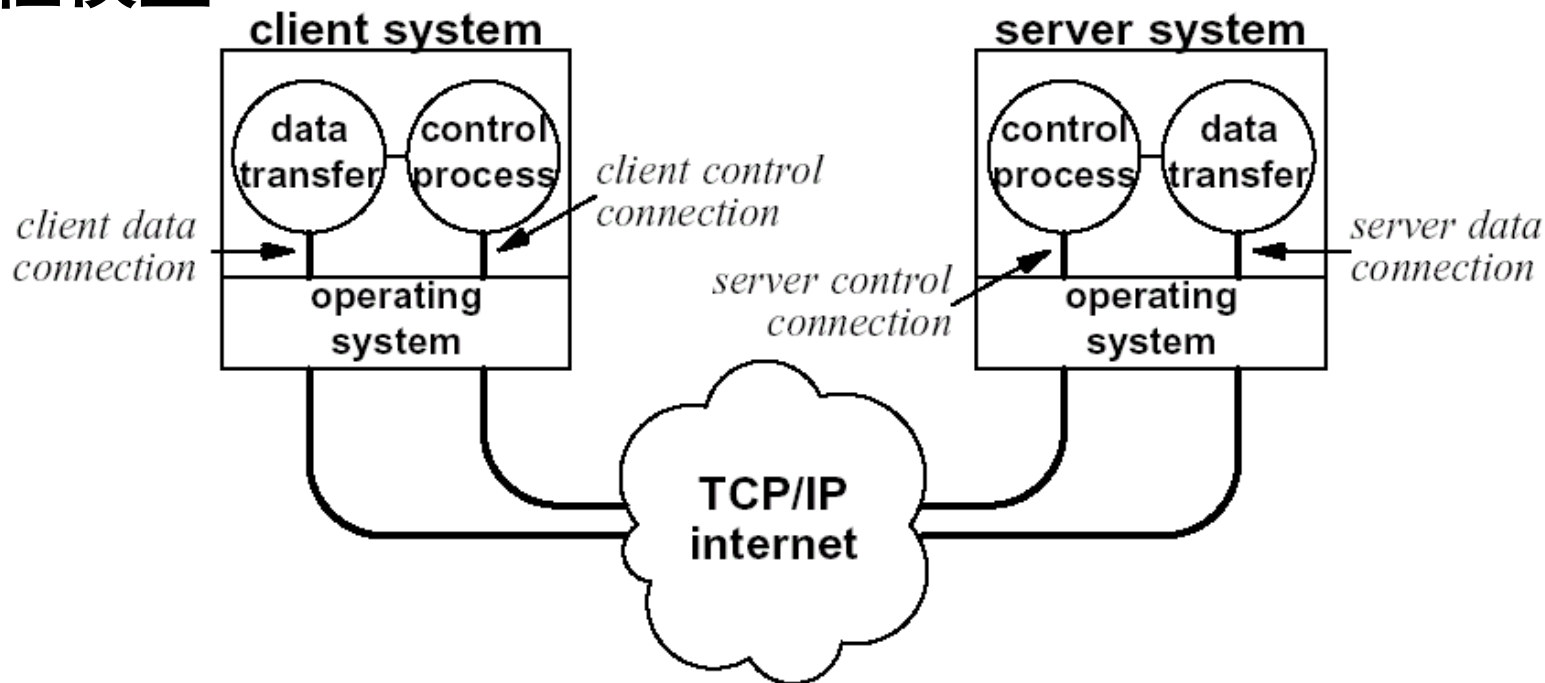 client system
server system
data
transfer
control
process
client control
connection
client data
connection
operating
system
control
process
data
transfer
server control
connection
server data
connection
operating
system
TCP/IP
internet